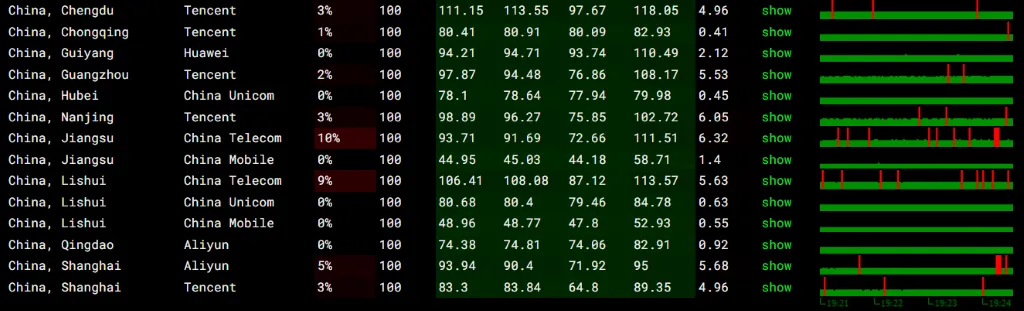 China, Chengdu Tencent 3% 100 111.15 113.55 97.67 118.05 4.96 show
China, Chongqing Tencent 1% 100 80.41 80.91 80.09 82.93 0.41 show
China, Guiyang Huawei 0% 100 94.21 94.71 93.74 110.49 2.12 show
China, Guangzhou Tencent 2% 100 97.87 94.48 76.86 108.17 5.53 show
China, Hubei China Unicom 0% 100 78.1 78.64 77.94 79.98 0.45 show
China, Nanjing Tencent 3% 100 98.89 96.27 75.85 102.72 6.05 show
China, Jiangsu China Telecom 10% 100 93.71 91.69 72.66 111.51 6.32 show
China, Jiangsu China Mobile 0% 100 44.95 45.03 44.18 58.71 1.4 show
China, Lishui China Telecom 9% 100 106.41 108.08 87.12 113.57 5.63 show
China, Lishui China Unicom 0% 100 80.68 80.4 79.46 84.78 0.63 show
China, Lishui China Mobile 0% 100 48.96 48.77 47.8 52.93 0.55 show
China, Qingdao Aliyun 0% 100 74.38 74.81 74.06 82.91 0.92 show
China, Shanghai Aliyun 5% 100 93.94 90.4 71.92 95 5.68 show
China, Shanghai Tencent 3% 100 83.3 83.84 64.8 89.35 4.96 show
19:21 19:22 19:23 19:24